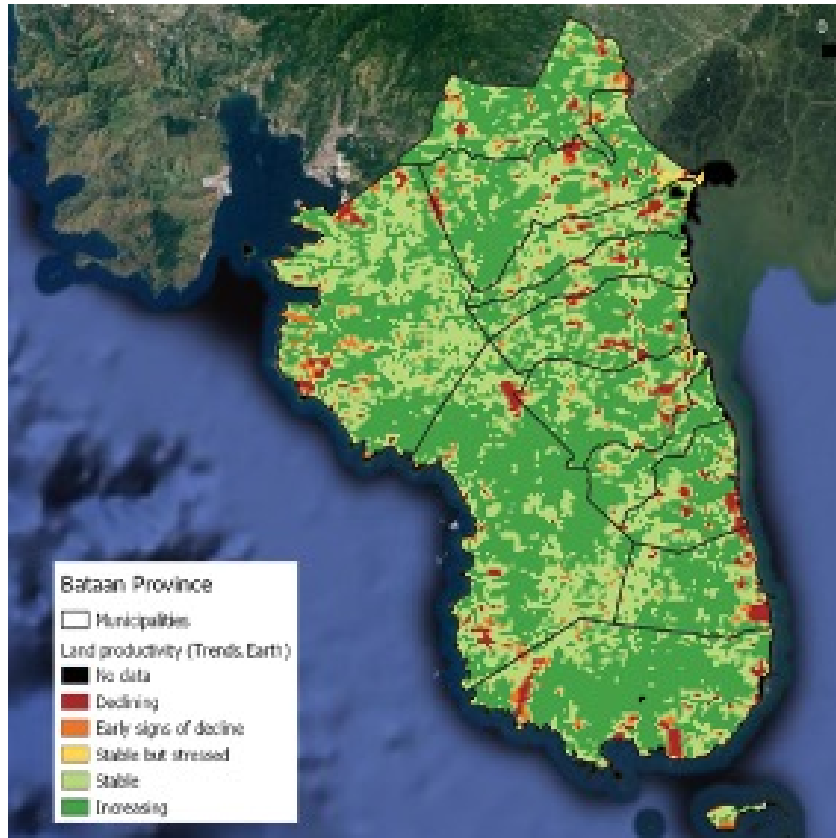 Bataan Province
Municipalities
Land productivity (Trends.Earth)
No data
Declining
Early signs of decline
Stable but stressed
Stable
Increasing